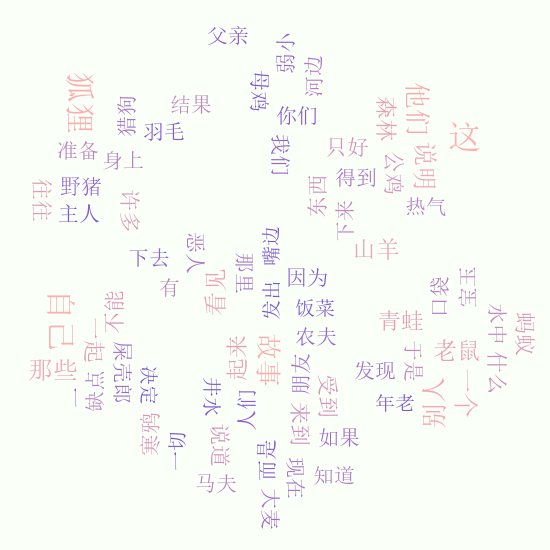 父亲
小
弱
河边
母鸡
你们
狐狸
猎狗
结果
羽毛
我们
森林
他们
这
准备
身上
只好
公鸡
说明
往往
野猪
主人
许多
东西
得到
下来
热气
山羊
下去
恶人
那里
嘴边
有
看见
发出
因为
饭菜
农夫
袋口
宝玉
水中
蚂蚁
自己
不能
一起
青蛙
于是
老鼠
什么
那些
屎壳郎
决定
起来
故事
朋友
发现
年老
一个
井水
人们
受到
来到
寒鸦
一切
说道
而是
现在
如果
马夫
大麦
知道